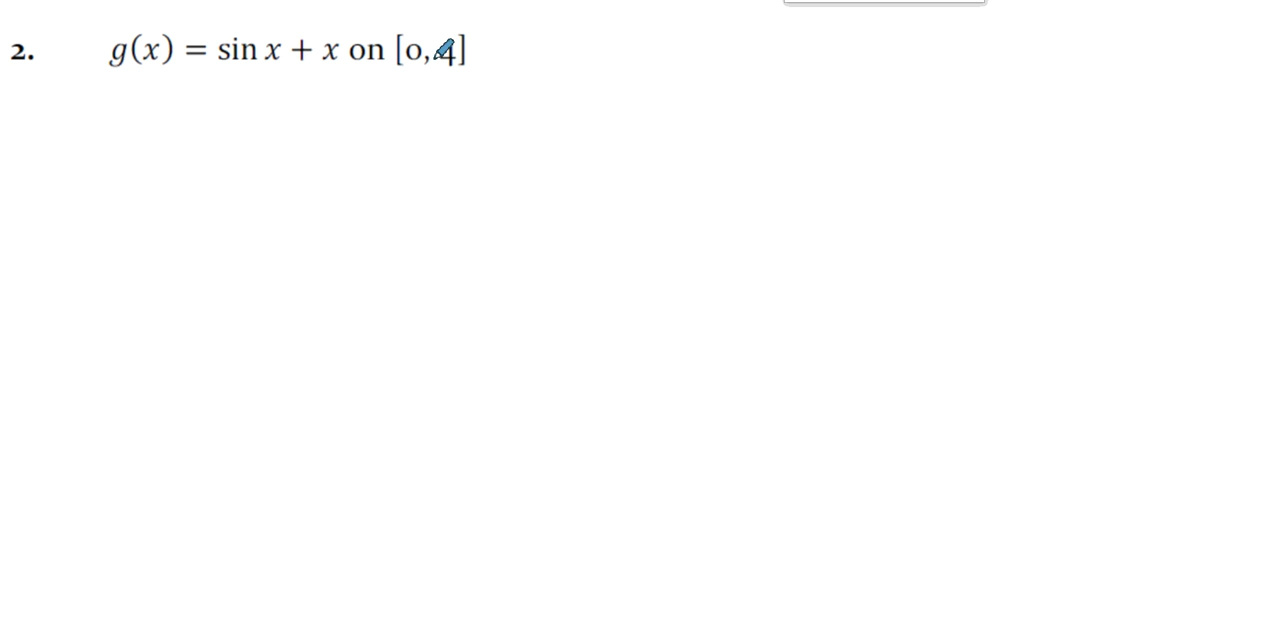 2. g(x) = sin x + x on [0,4]